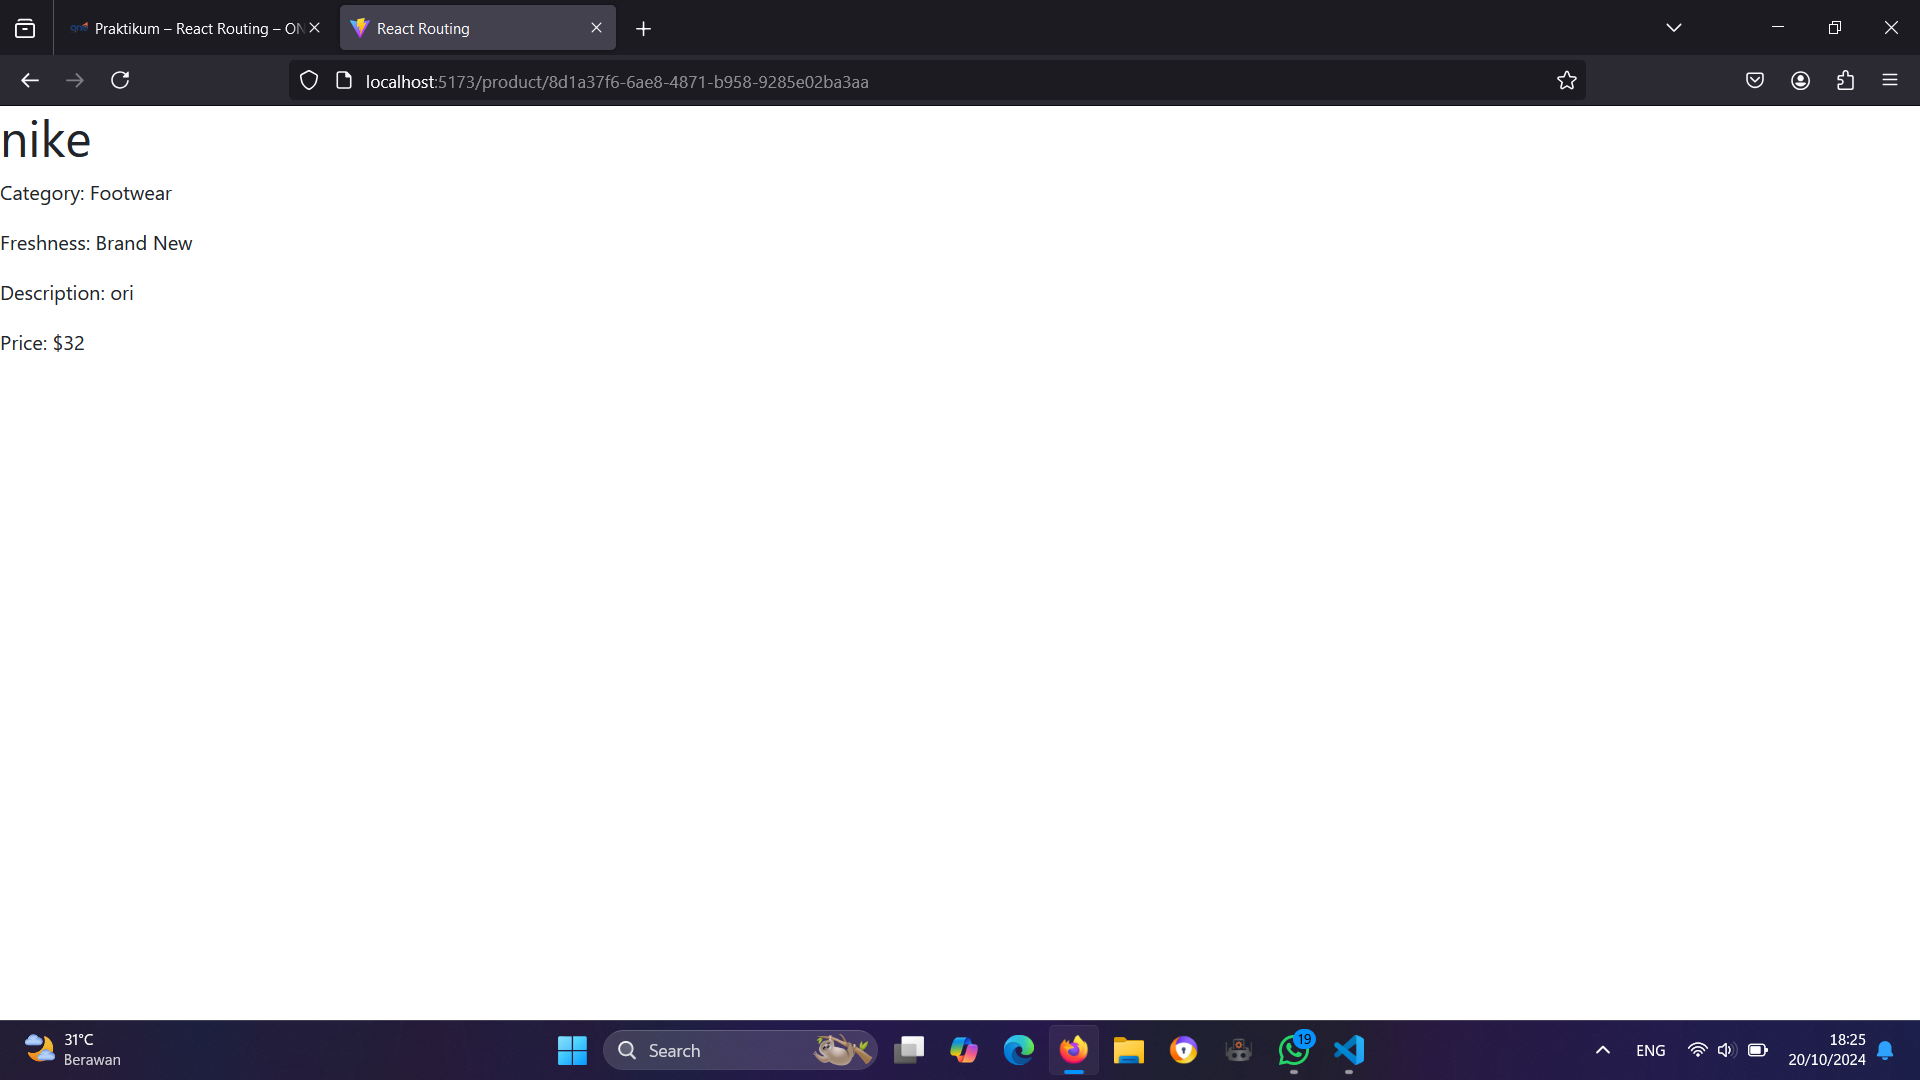 Praktikum – React Routing – ON
React Routing
localhost:5173/product/8d1a37f6-6ae8-4871-b958-9285e02ba3aa
nike
Category: Footwear
Freshness: Brand New
Description: ori
Price: $32
31°C
Berawan
Search
19
ENG
18:25
20/10/2024